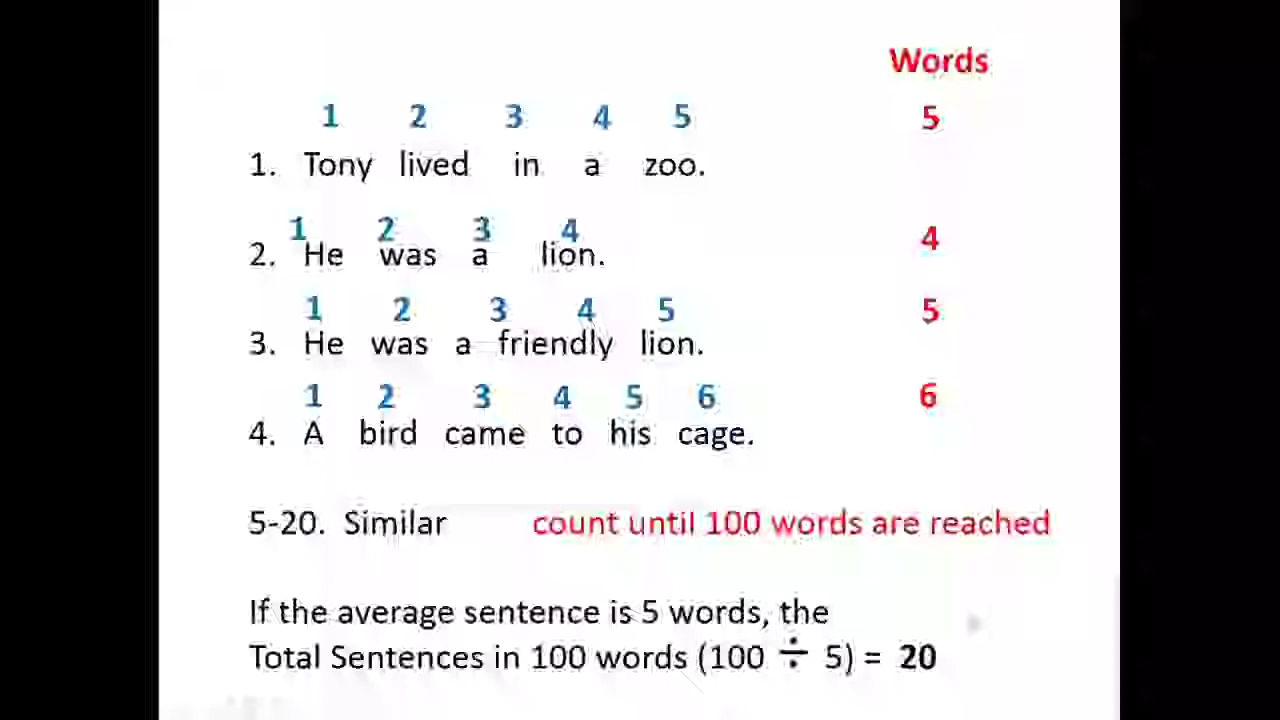 Words
1 2 3 4 5 5
1. Tony lived in a zoo.
1 2 3 4 4
2. He was a lion.
1 2 3 4 5 5
3. He was a friendly lion.
1 2 3 4 5 6 6
4. A bird came to his cage.
5-20. Similar count until 100 words are reached
If the average sentence is 5 words, the
Total Sentences in 100 words (100 ÷ 5) = 20